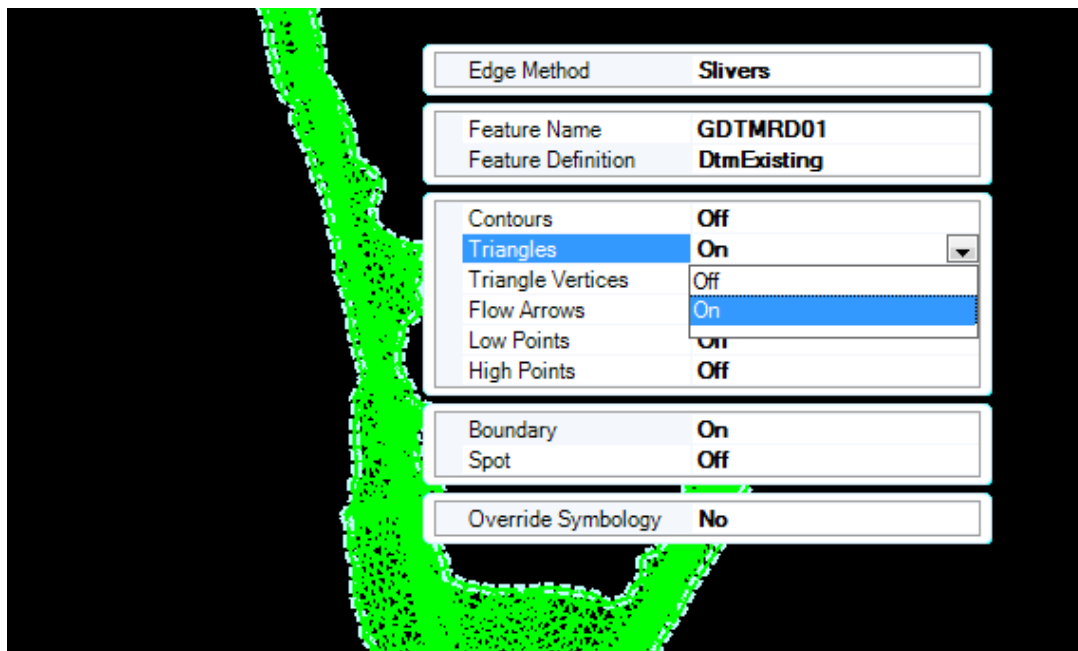 Edge Method Slivers
Feature Name GDTMRD01
Feature Definition DtmExisting
Contours Off
Triangles On
Triangle Vertices Off
Flow Arrows On
Low Points
High Points Off
Boundary On
Spot Off
Override Symbology No